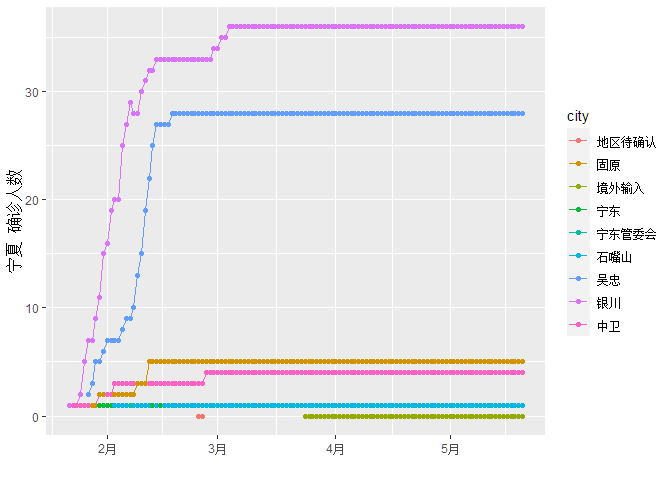 宁夏 确诊人数
30
20
10
0
2月
3月
4月
5月
city
地区待确认
固原
境外输入
宁东
宁东管委会
石嘴山
吴忠
银川
中卫